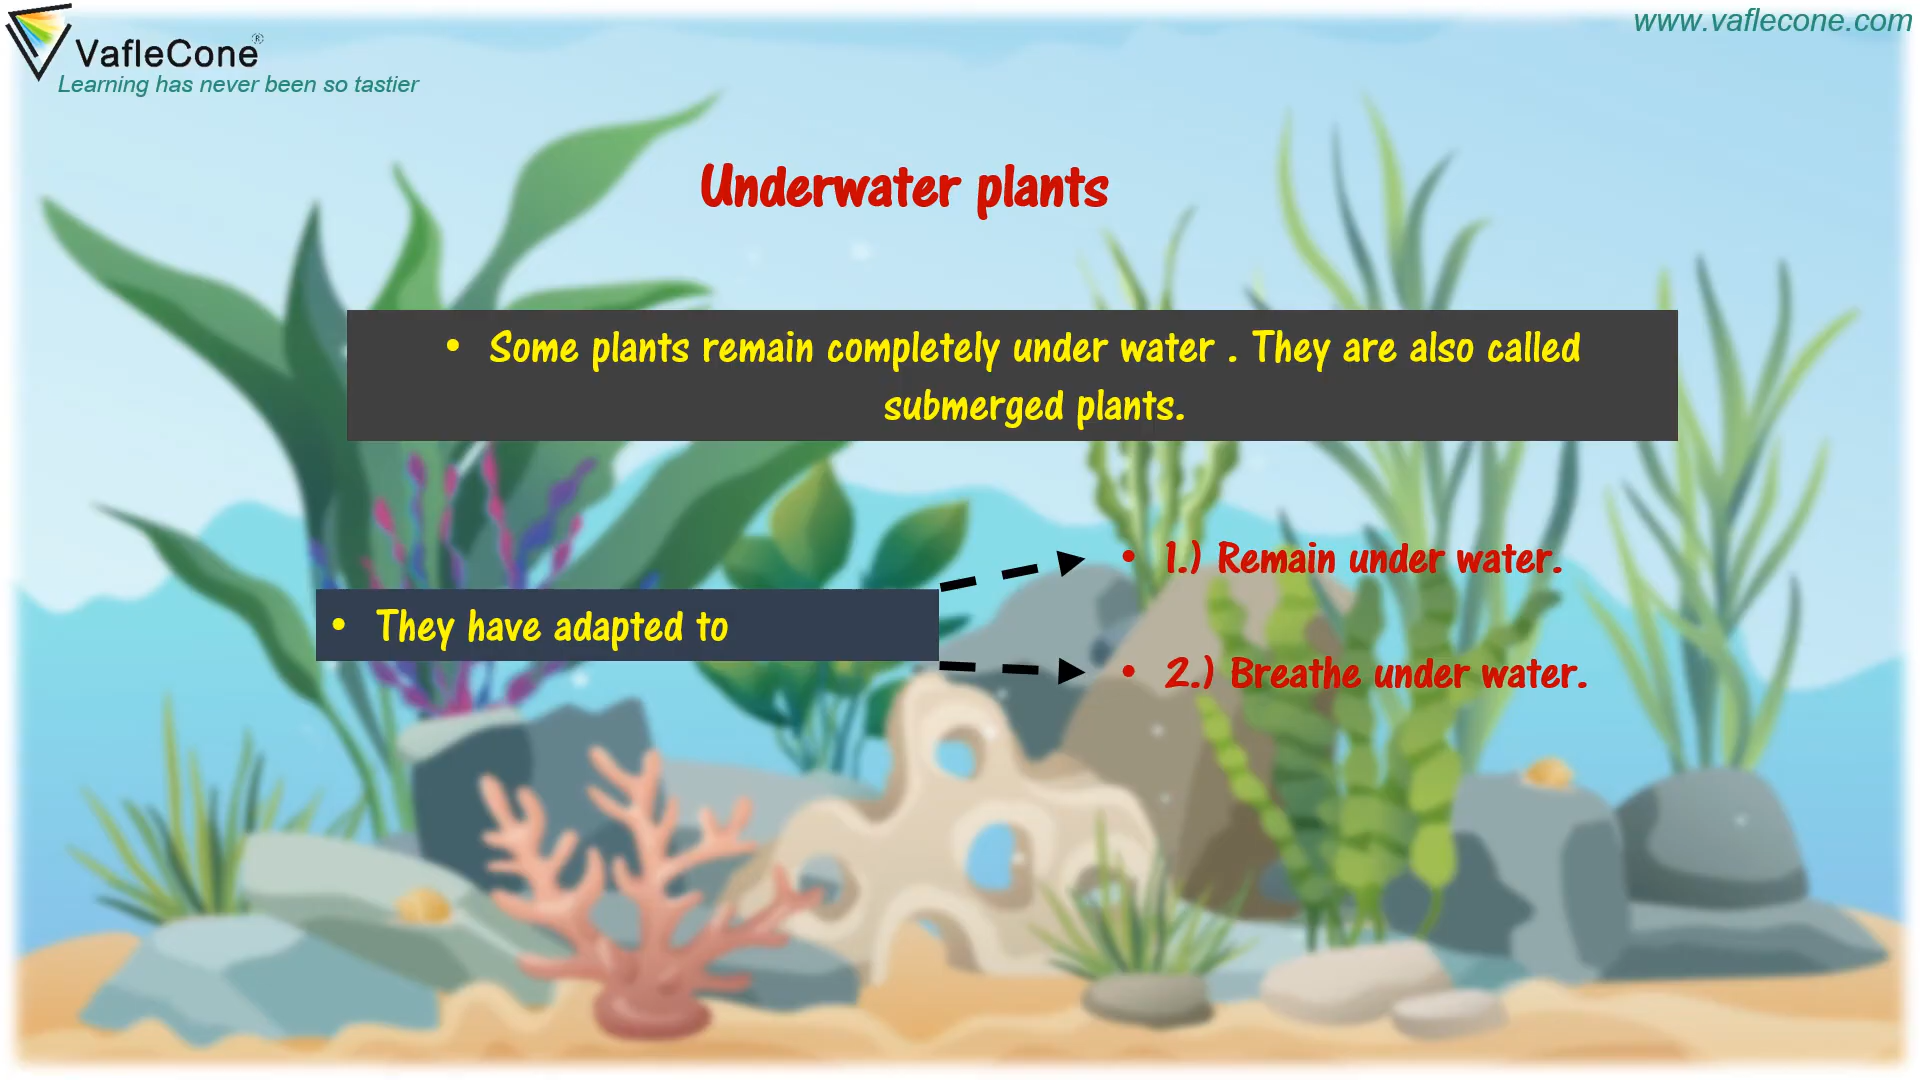 VafleCone®
Learning has never been so tastier
www.vaflecone.com
Underwater plants
• Some plants remain completely under water . They are also called
submerged plants.
• They have adapted to
• 1.) Remain under water.
• 2.) Breathe under water.